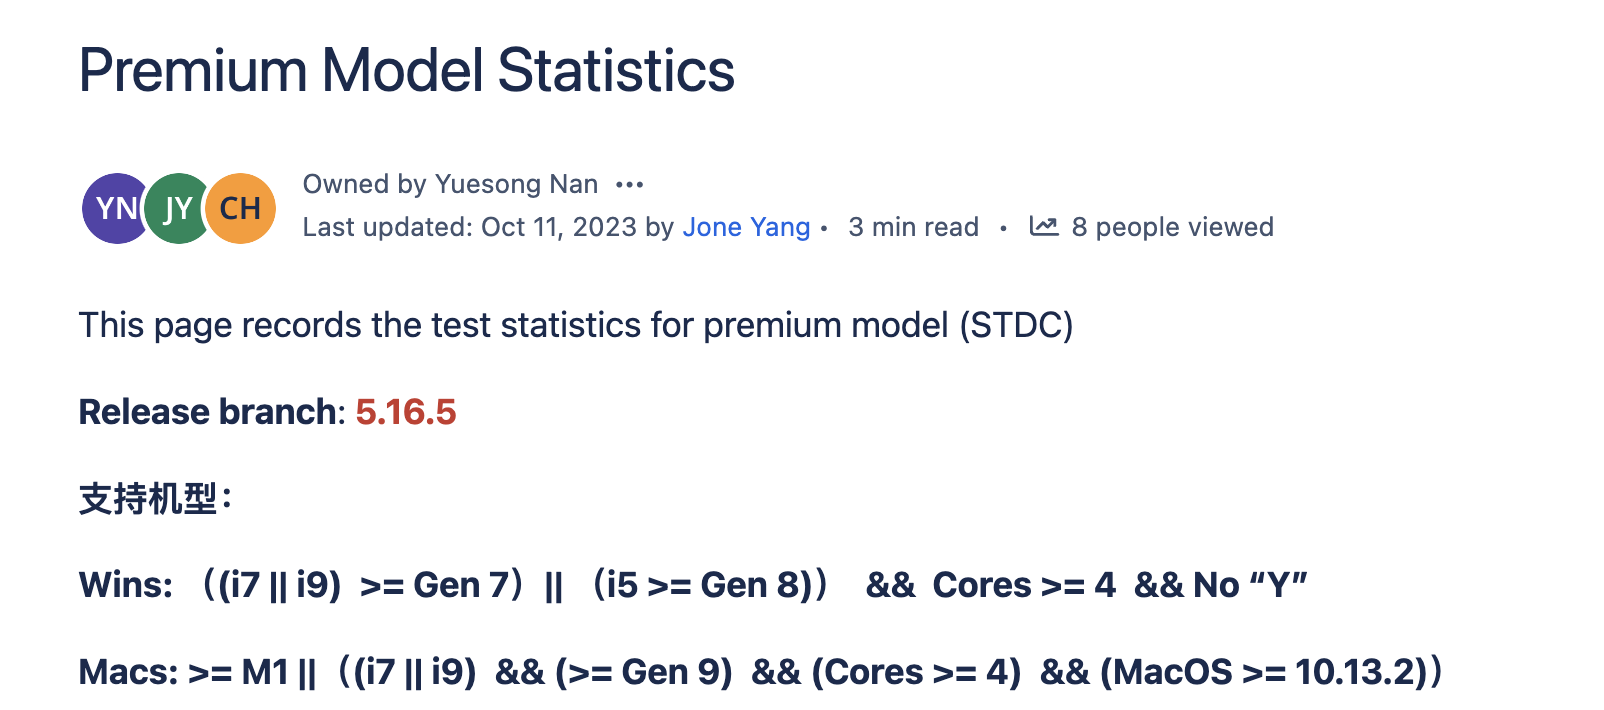 Premium Model Statistics
YN JY CH
Owned by Yuesong Nan •••
Last updated: Oct 11, 2023 by Jone Yang • 3 min read • 8 people viewed
This page records the test statistics for premium model (STDC)
Release branch: 5.16.5
支持机型：
Wins: （(i7 || i9) >= Gen 7）|| （i5 >= Gen 8)） && Cores >= 4 && No “Y”
Macs: >= M1 ||（(i7 || i9) && (>= Gen 9) && (Cores >= 4) && (MacOS >= 10.13.2)）